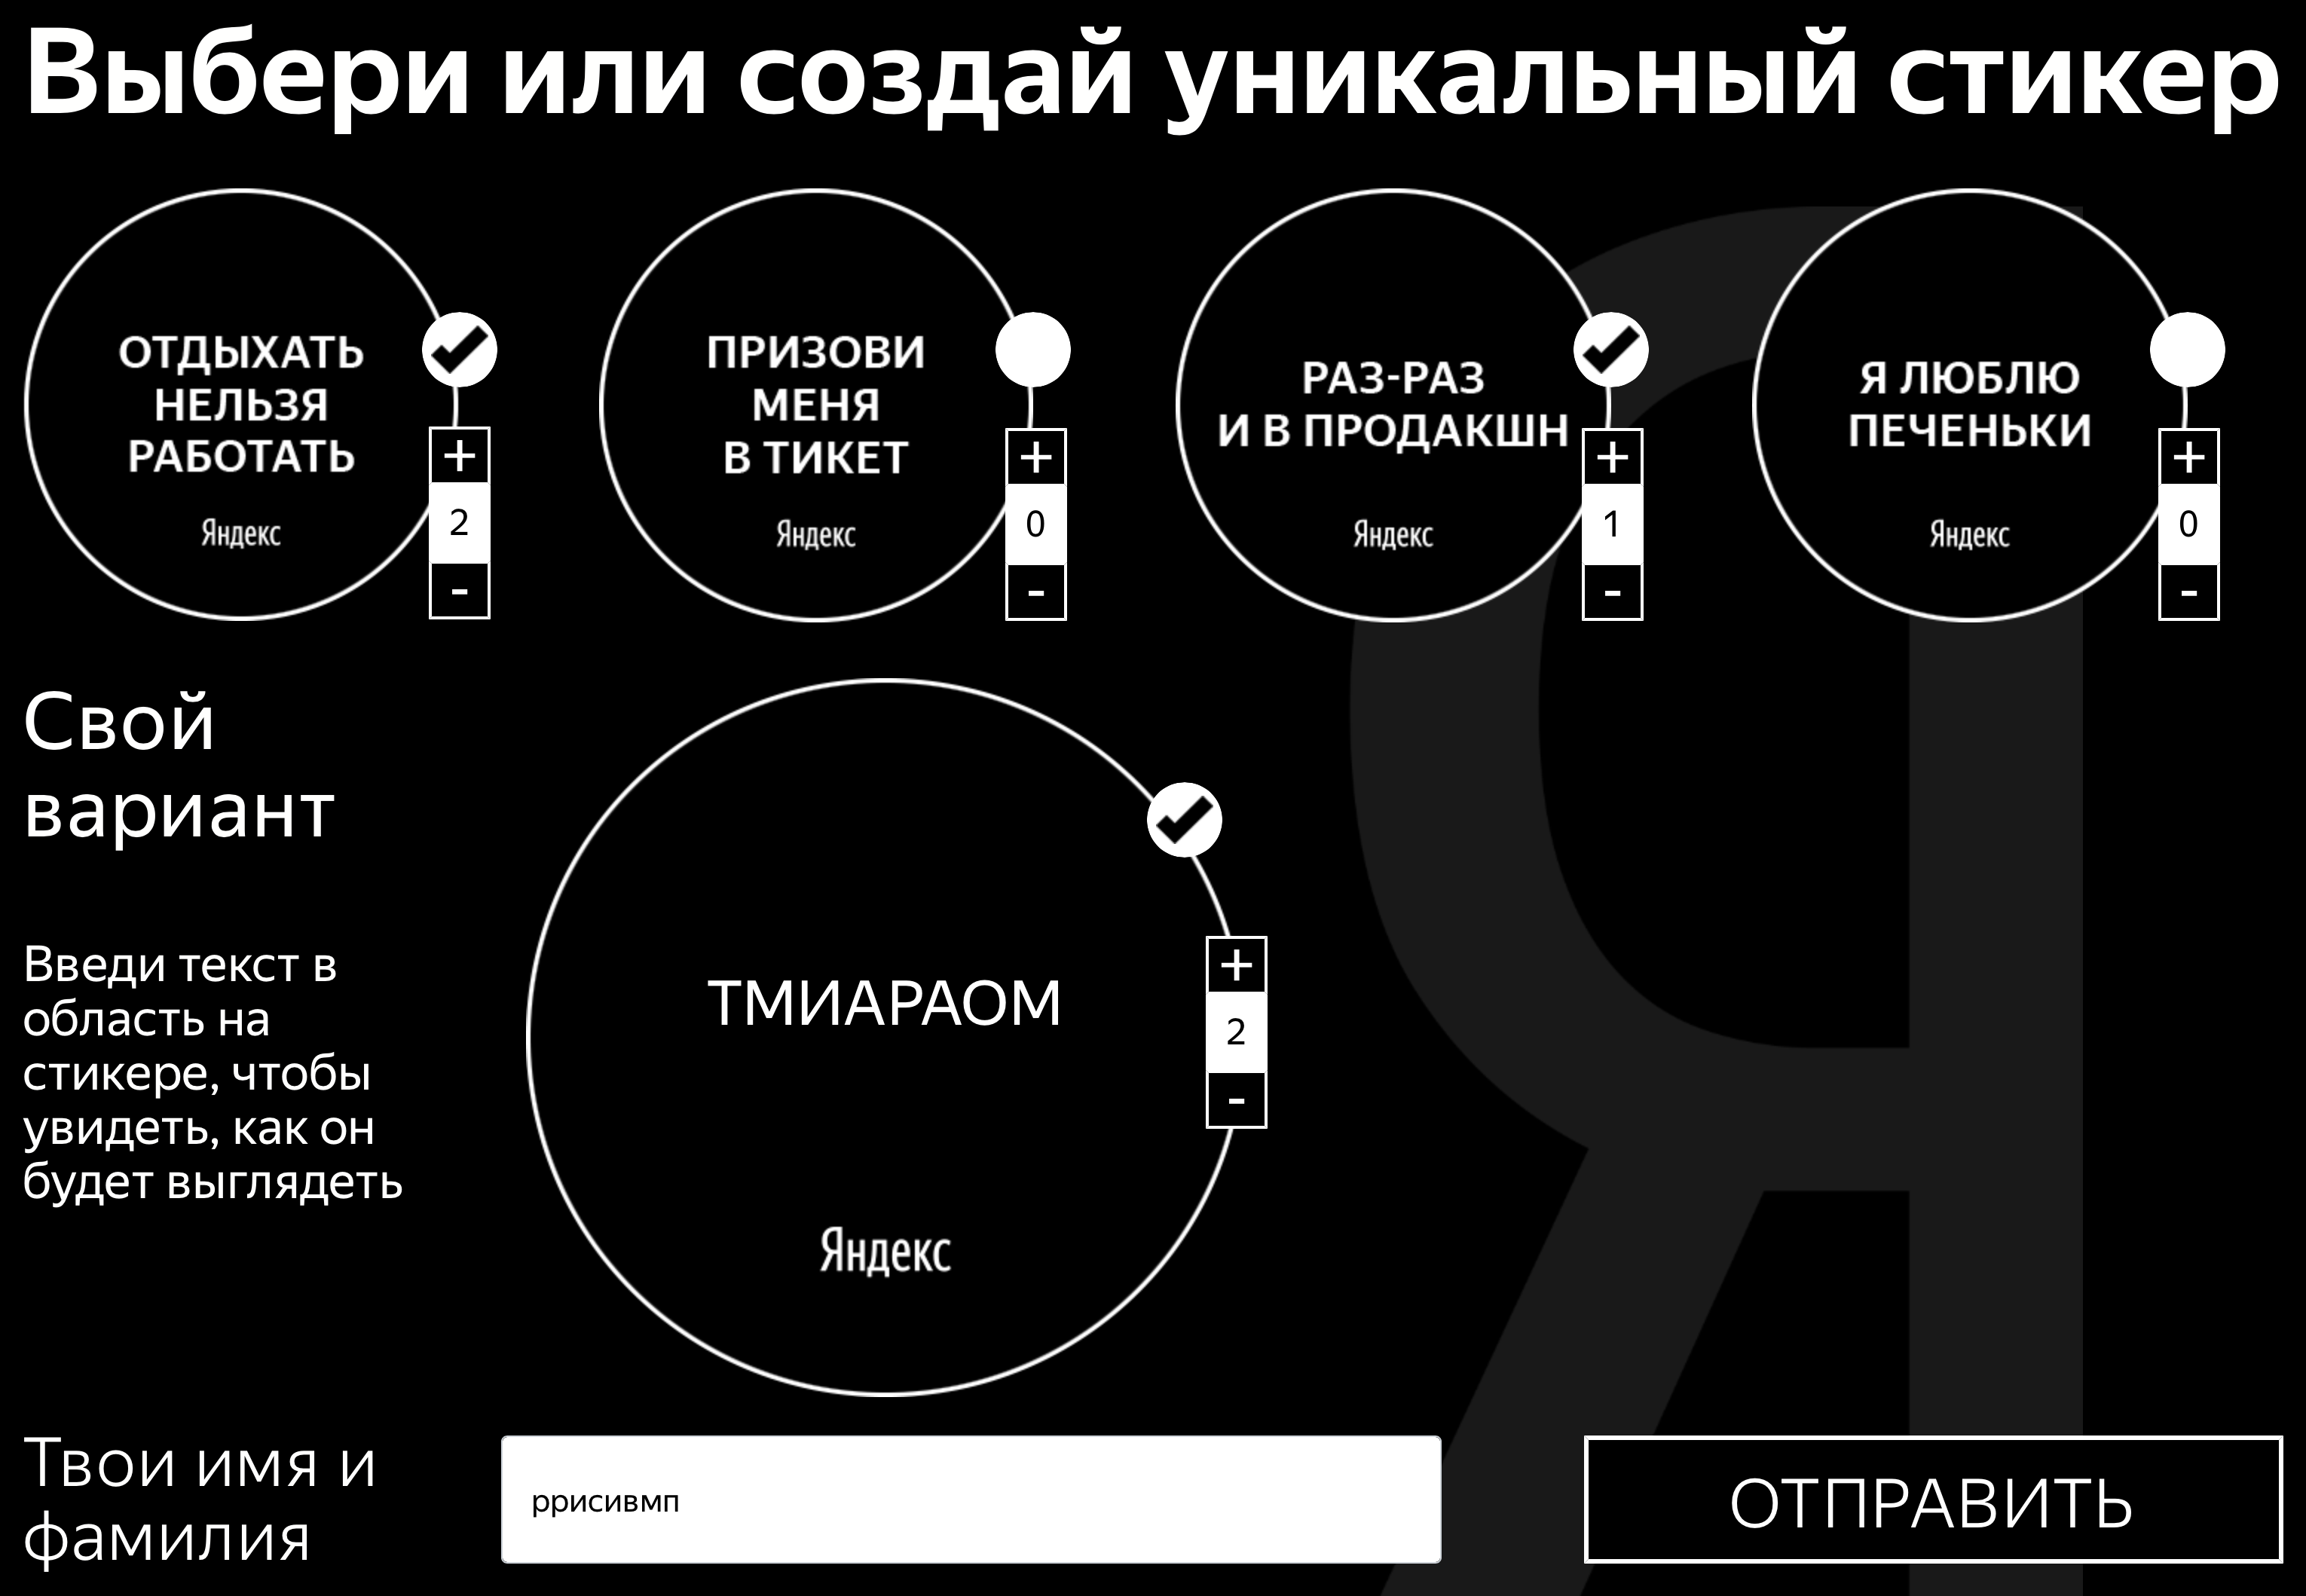 Выбери или создай уникальный стикер
ОТДЫХАТЬ
НЕЛЬЗЯ
РАБОТАТЬ
Яндекс
+
2
-
ПРИЗОВИ
МЕНЯ
В ТИКЕТ
Яндекс
+
0
-
РАЗ-РАЗ
И В ПРОДАКШН
Яндекс
+
1
-
Я ЛЮБЛЮ
ПЕЧЕНЬКИ
Яндекс
+
0
-
Свой
вариант
Введи текст в
область на
стикере, чтобы
увидеть, как он
будет выглядеть
ТМИАРАОМ
Яндекс
+
2
-
Твои имя и
фамилия
ррисивмп
ОТПРАВИТЬ
Я